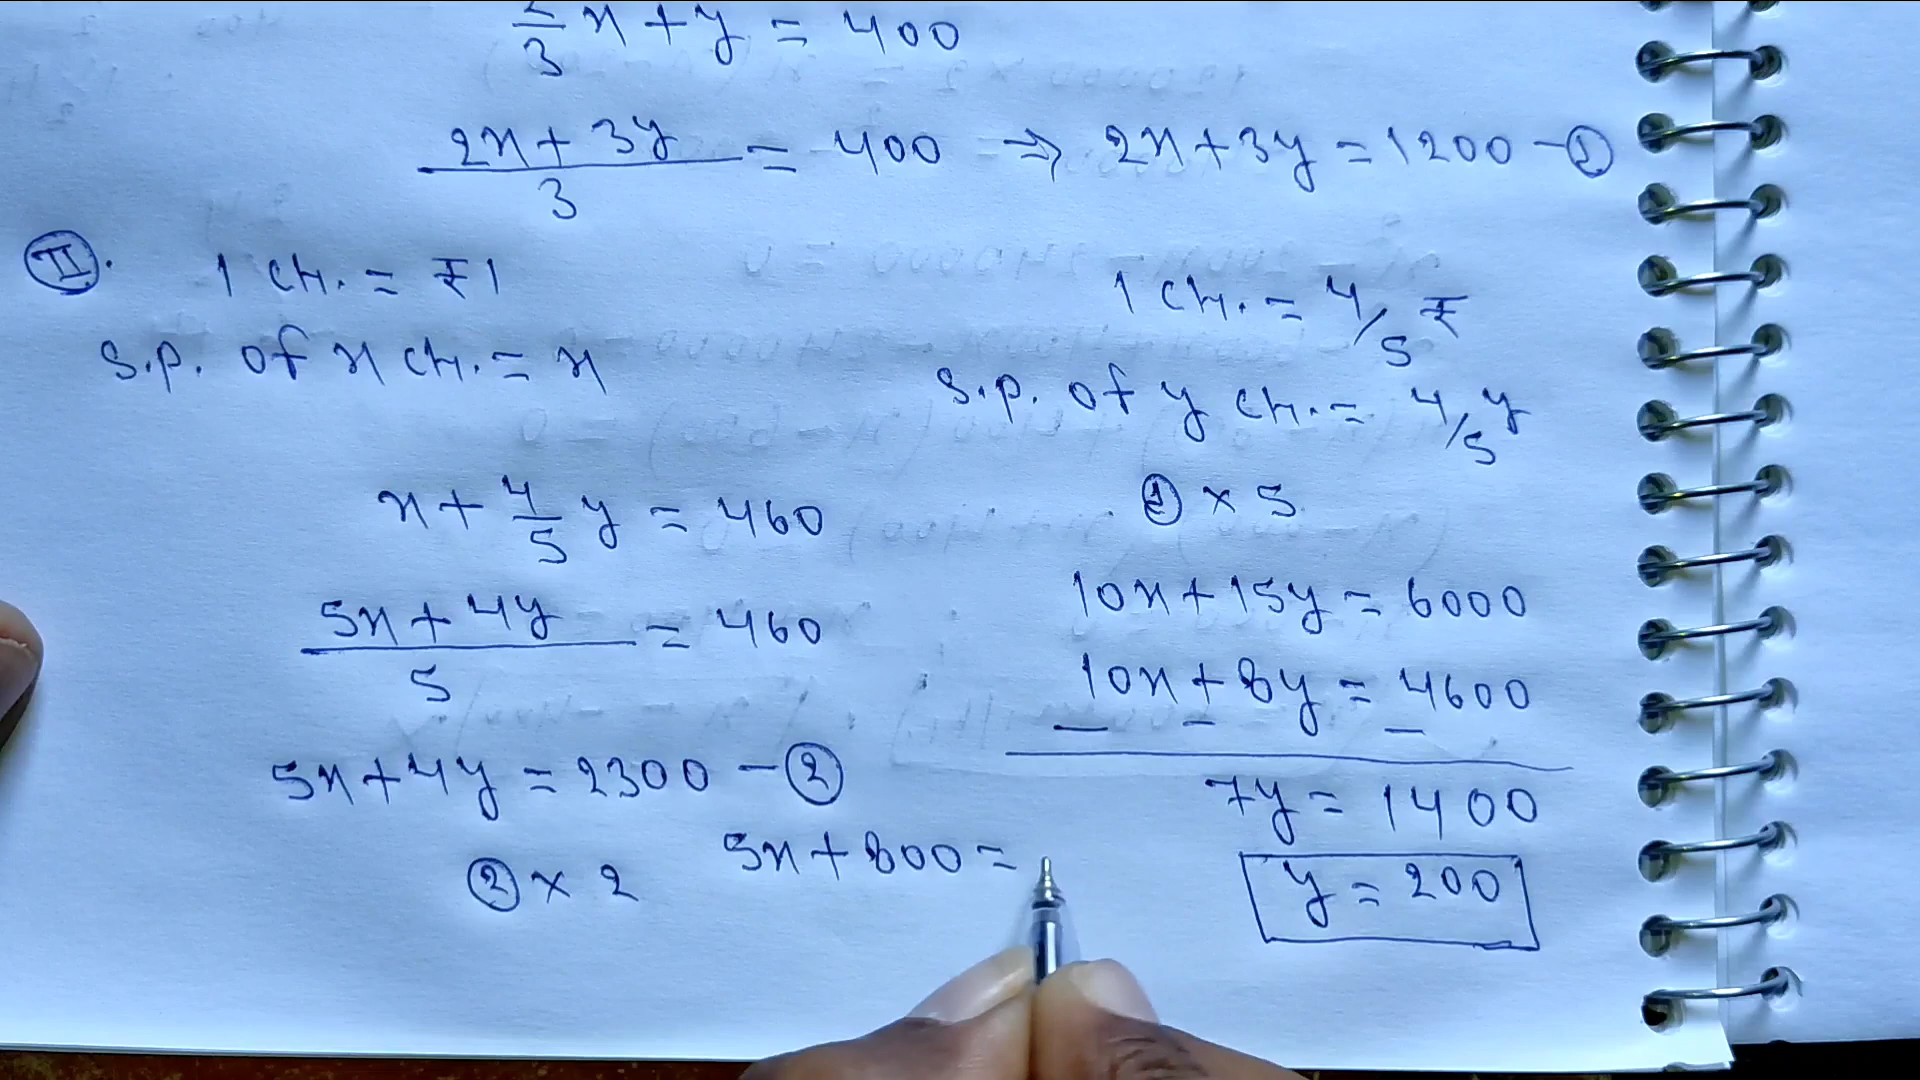 2/3 x + y = 400
(2x + 3y)/3 = 400 ⇒ 2x + 3y = 1200 - ①
Ⅱ. 1 ch. = ₹1
1 ch. = 4/5 ₹
S.P. of x ch. = x
S.P. of y ch. = 4/5 y
x + 4/5 y = 460
① × 5
(5x + 4y)/5 = 460
10x + 15y = 6000
10x + 8y = 4600
— — —
5x + 4y = 2300 - ②
7y = 1400
② × 2
5x + 800 =
y = 200